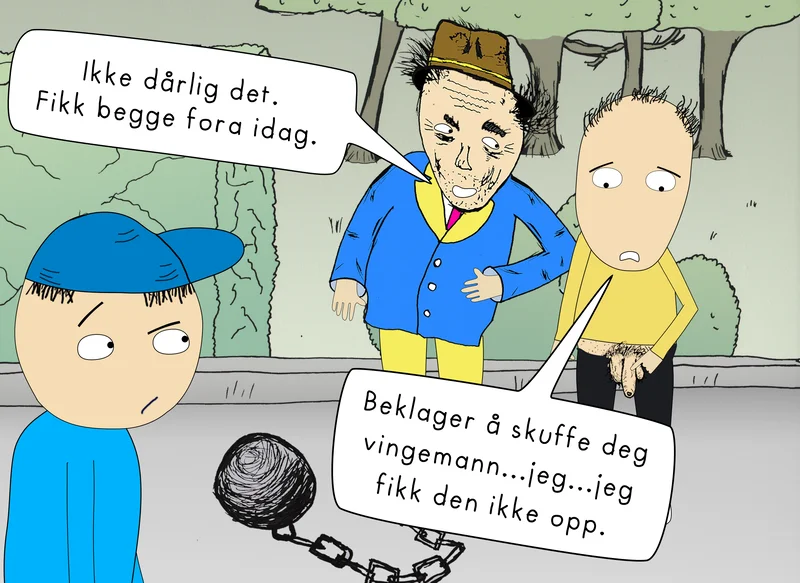 Ikke dårlig det.
Fikk begge fora idag.
Beklager å skuffe deg
vingemann...jeg...jeg
fikk den ikke opp.